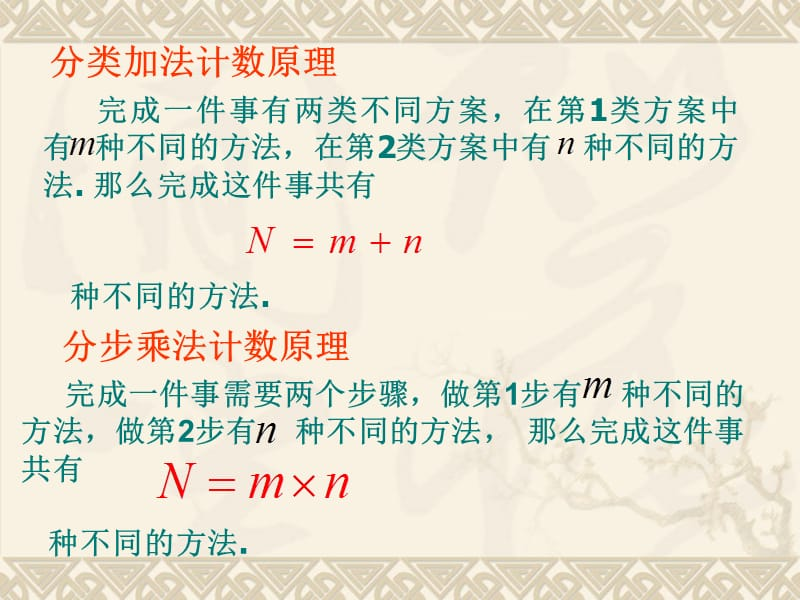 分类加法计数原理
完成一件事有两类不同方案，在第1类方案中
有m种不同的方法，在第2类方案中有 n 种不同的方
法. 那么完成这件事共有
N = m + n
种不同的方法.
分步乘法计数原理
完成一件事需要两个步骤，做第1步有m 种不同的
方法，做第2步有n 种不同的方法， 那么完成这件事
共有
N = m × n
种不同的方法.